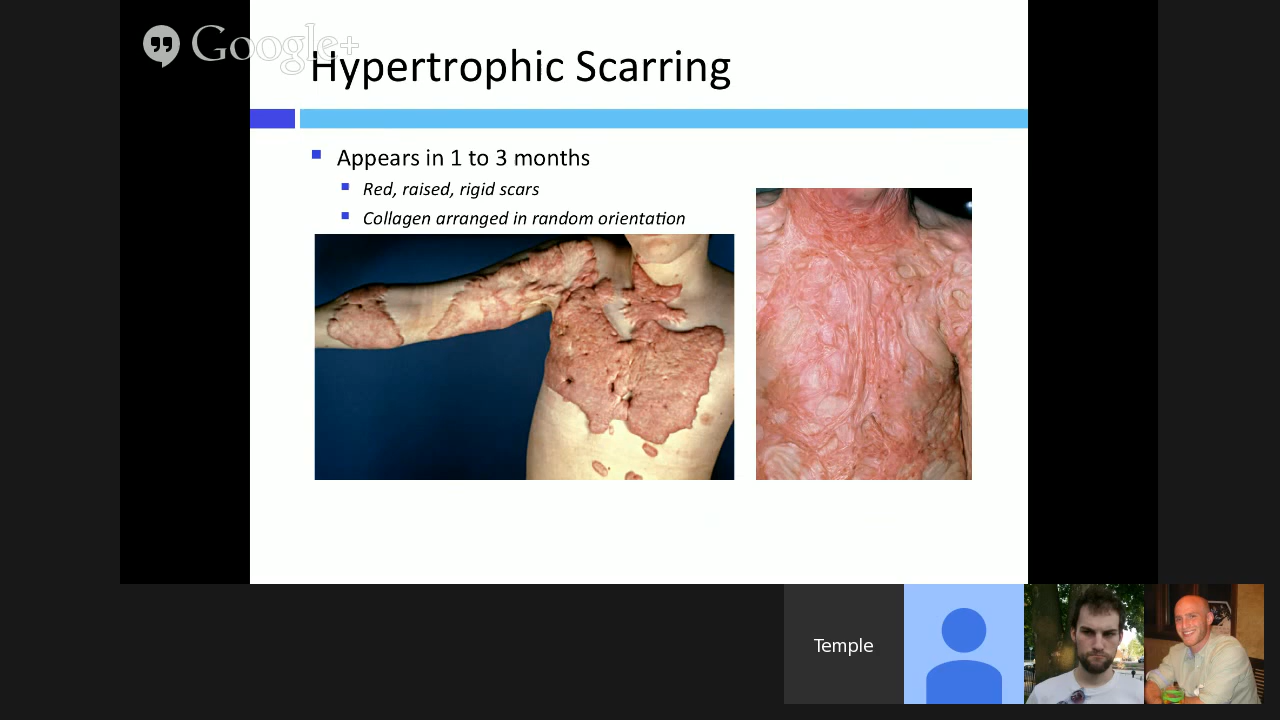 Google+
Hypertrophic Scarring
Appears in 1 to 3 months
Red, raised, rigid scars
Collagen arranged in random orientation
Temple